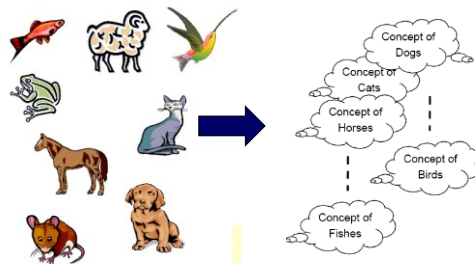 Concept of
Dogs
Concept of
Cats
Concept of
Horses
Concept of
Birds
Concept of
Fishes